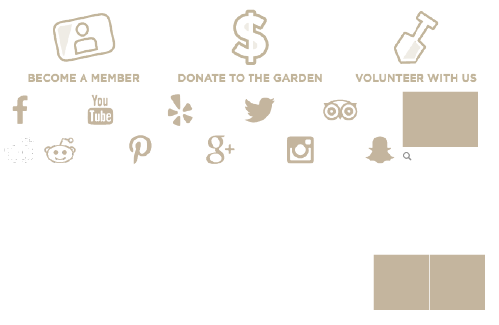 BECOME A MEMBER DONATE TO THE GARDEN VOLUNTEER WITH US
You
Tube
g+